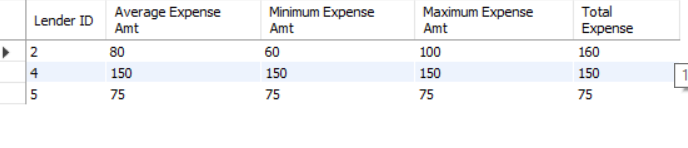 Lender ID Average Expense Amt Minimum Expense Amt Maximum Expense Amt Total Expense
2 80 60 100 160
4 150 150 150 150
5 75 75 75 75
1